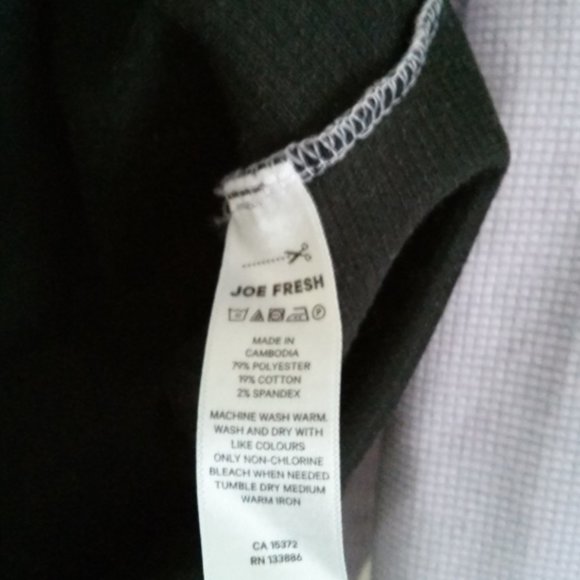 JOE FRESH
MADE IN
CAMBODIA
79% POLYESTER
19% COTTON
2% SPANDEX
MACHINE WASH WARM.
WASH AND DRY WITH
LIKE COLOURS
ONLY NON-CHLORINE
BLEACH WHEN NEEDED
TUMBLE DRY MEDIUM
WARM IRON
CA 15372
RN 133886